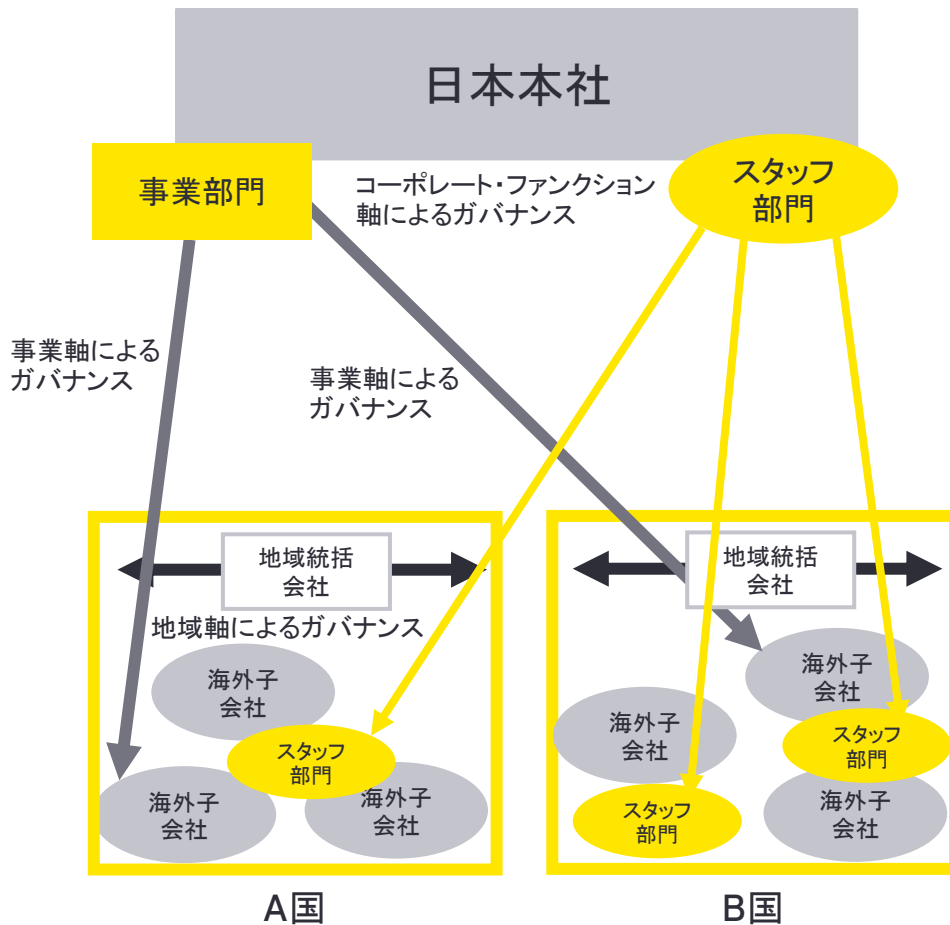 日本本社
事業部門
コーポレート・ファンクション
軸によるガバナンス
スタッフ
部門
事業軸による
ガバナンス
事業軸による
ガバナンス
地域統括
会社
地域軸によるガバナンス
海外子
会社
スタッフ
部門
海外子
会社
海外子
会社
A国
地域統括
会社
海外子
会社
海外子
会社
スタッフ
部門
スタッフ
部門
海外子
会社
B国